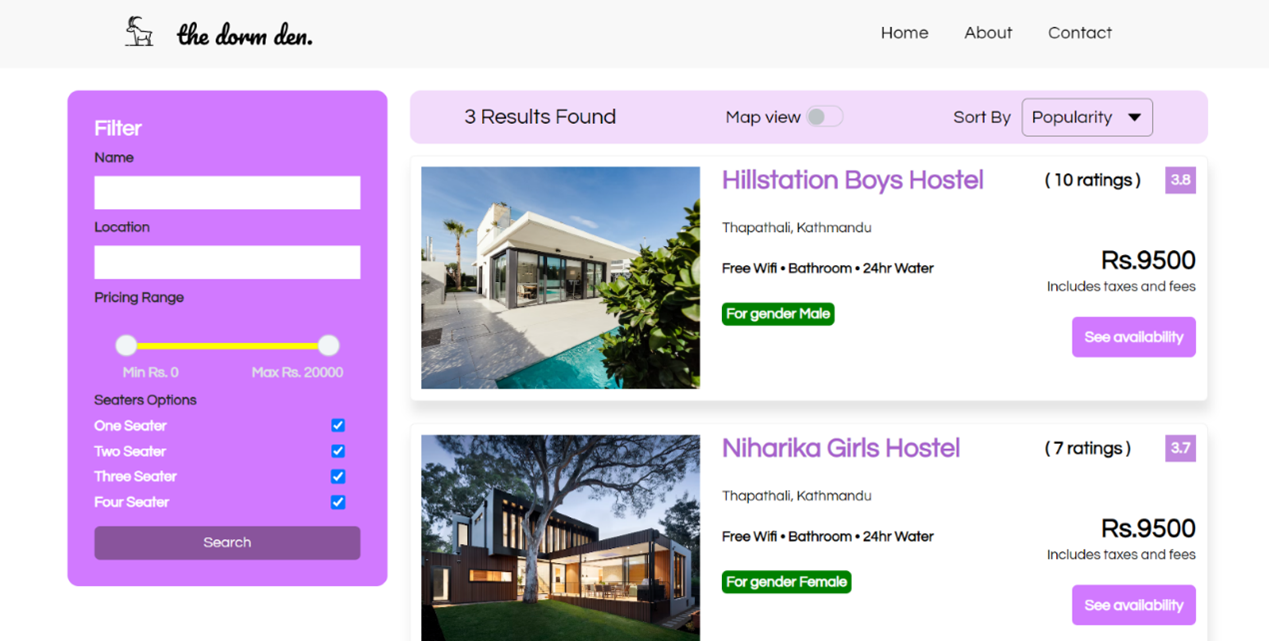 the dorm den.
Home About Contact
Filter
Name
Location
Pricing Range
Min Rs. 0 Max Rs. 20000
Seaters Options
One Seater
Two Seater
Three Seater
Four Seater
Search
3 Results Found Map view Sort By Popularity
Hillstation Boys Hostel ( 10 ratings ) 3.8
Thapathali, Kathmandu
Rs.9500
Free Wifi • Bathroom • 24hr Water
Includes taxes and fees
For gender Male
See availability
Niharika Girls Hostel ( 7 ratings ) 3.7
Thapathali, Kathmandu
Rs.9500
Free Wifi • Bathroom • 24hr Water
Includes taxes and fees
For gender Female
See availability